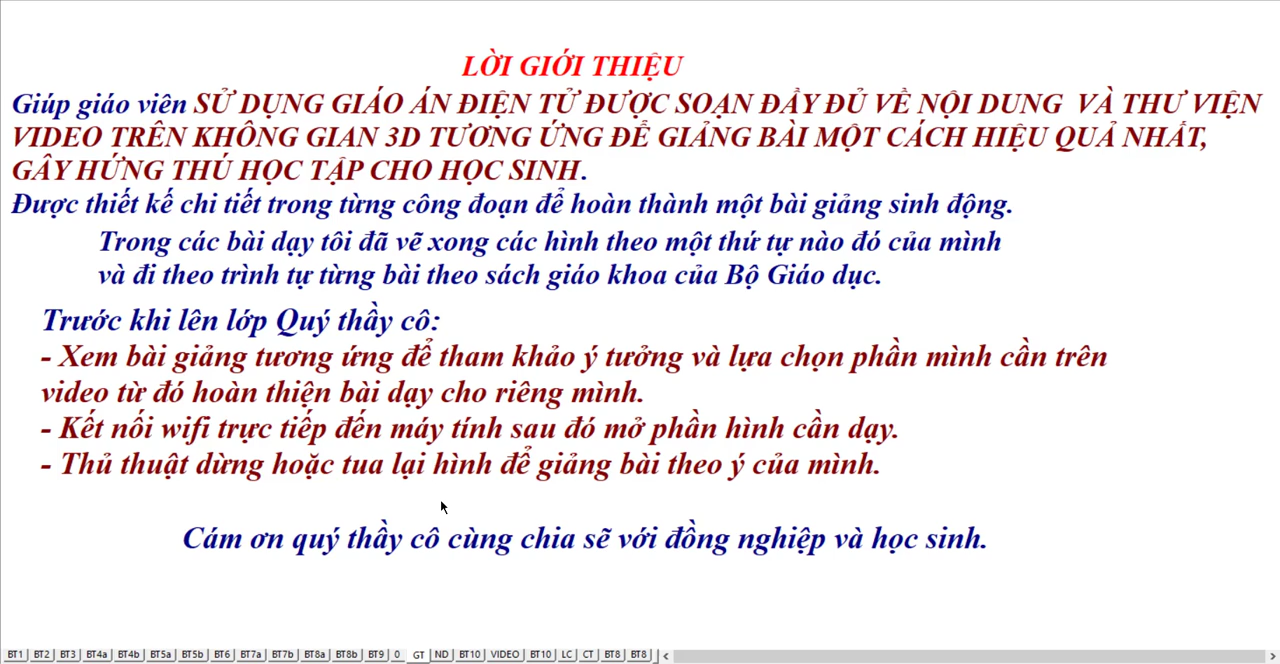 LỜI GIỚI THIỆU
Giúp giáo viên SỬ DỤNG GIÁO ÁN ĐIỆN TỬ ĐƯỢC SOẠN ĐẦY ĐỦ VỀ NỘI DUNG VÀ THƯ VIỆN
VIDEO TRÊN KHÔNG GIAN 3D TƯƠNG ỨNG ĐỂ GIẢNG BÀI MỘT CÁCH HIỆU QUẢ NHẤT,
GÂY HỨNG THÚ HỌC TẬP CHO HỌC SINH.
Được thiết kế chi tiết trong từng công đoạn để hoàn thành một bài giảng sinh động.
Trong các bài dạy tôi đã vẽ xong các hình theo một thứ tự nào đó của mình
và đi theo trình tự từng bài theo sách giáo khoa của Bộ Giáo dục.
Trước khi lên lớp Quý thầy cô:
- Xem bài giảng tương ứng để tham khảo ý tưởng và lựa chọn phần mình cần trên
video từ đó hoàn thiện bài dạy cho riêng mình.
- Kết nối wifi trực tiếp đến máy tính sau đó mở phần hình cần dạy.
- Thủ thuật dừng hoặc tua lại hình để giảng bài theo ý của mình.
Cám ơn quý thầy cô cùng chia sẽ với đồng nghiệp và học sinh.
BT1 BT2 BT3 BT4a BT4b BT5a BT5b BT6 BT7a BT7b BT8a BT8b BT9 0 GT ND BT10 VIDEO BT10 LC CT BT8 BT8